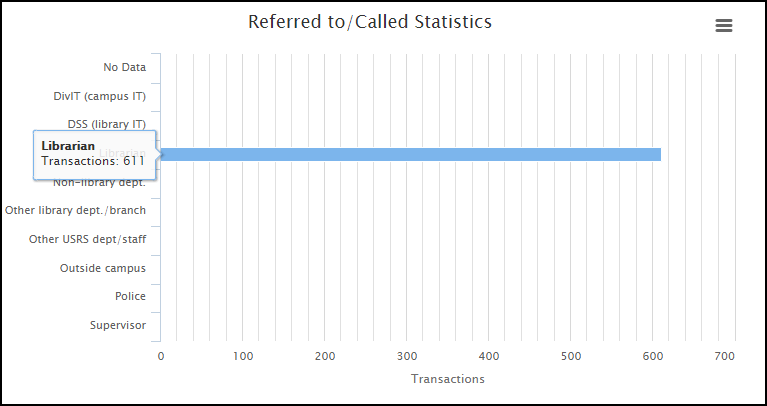 Referred to/Called Statistics
No Data
DivIT (campus IT)
DSS (library IT)
Librarian
Transactions: 611
Librarian
Non-library dept.
Other library dept./branch
Other USRS dept/staff
Outside campus
Police
Supervisor
0 100 200 300 400 500 600 700
Transactions